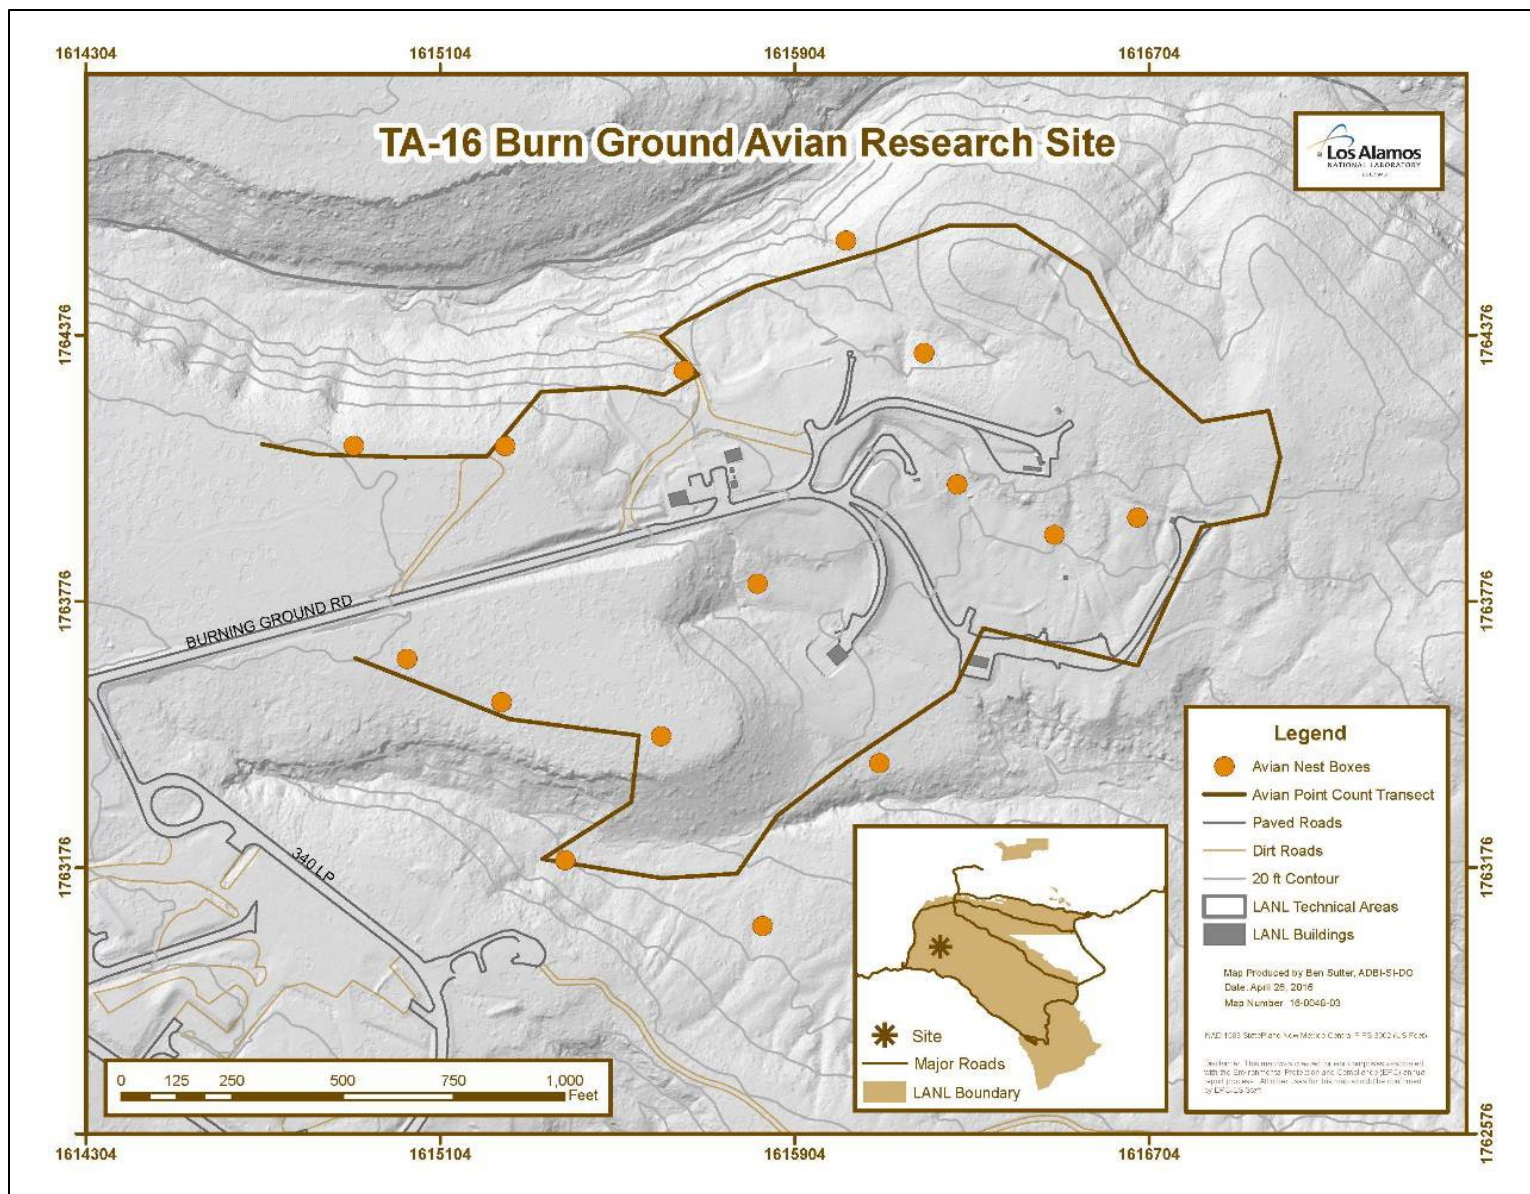 1614304 1615104 1615904 1616704
TA-16 Burn Ground Avian Research Site
Los Alamos
NATIONAL LABORATORY
1764376 1764376
1763776 1763776
BURNING GROUND RD
340 LP
1763176 1763176
Legend
Avian Nest Boxes
Avian Point Count Transect
Paved Roads
Dirt Roads
20 ft Contour
LANL Technical Areas
LANL Buildings
Map Produced by Ben Sutter, ADBI-SI-DO
Date: April 26, 2016
Map Number: 16-0048-03
Site
Major Roads
LANL Boundary
0 125 250 500 750 1,000
Feet
1762576
1614304 1615104 1615904 1616704